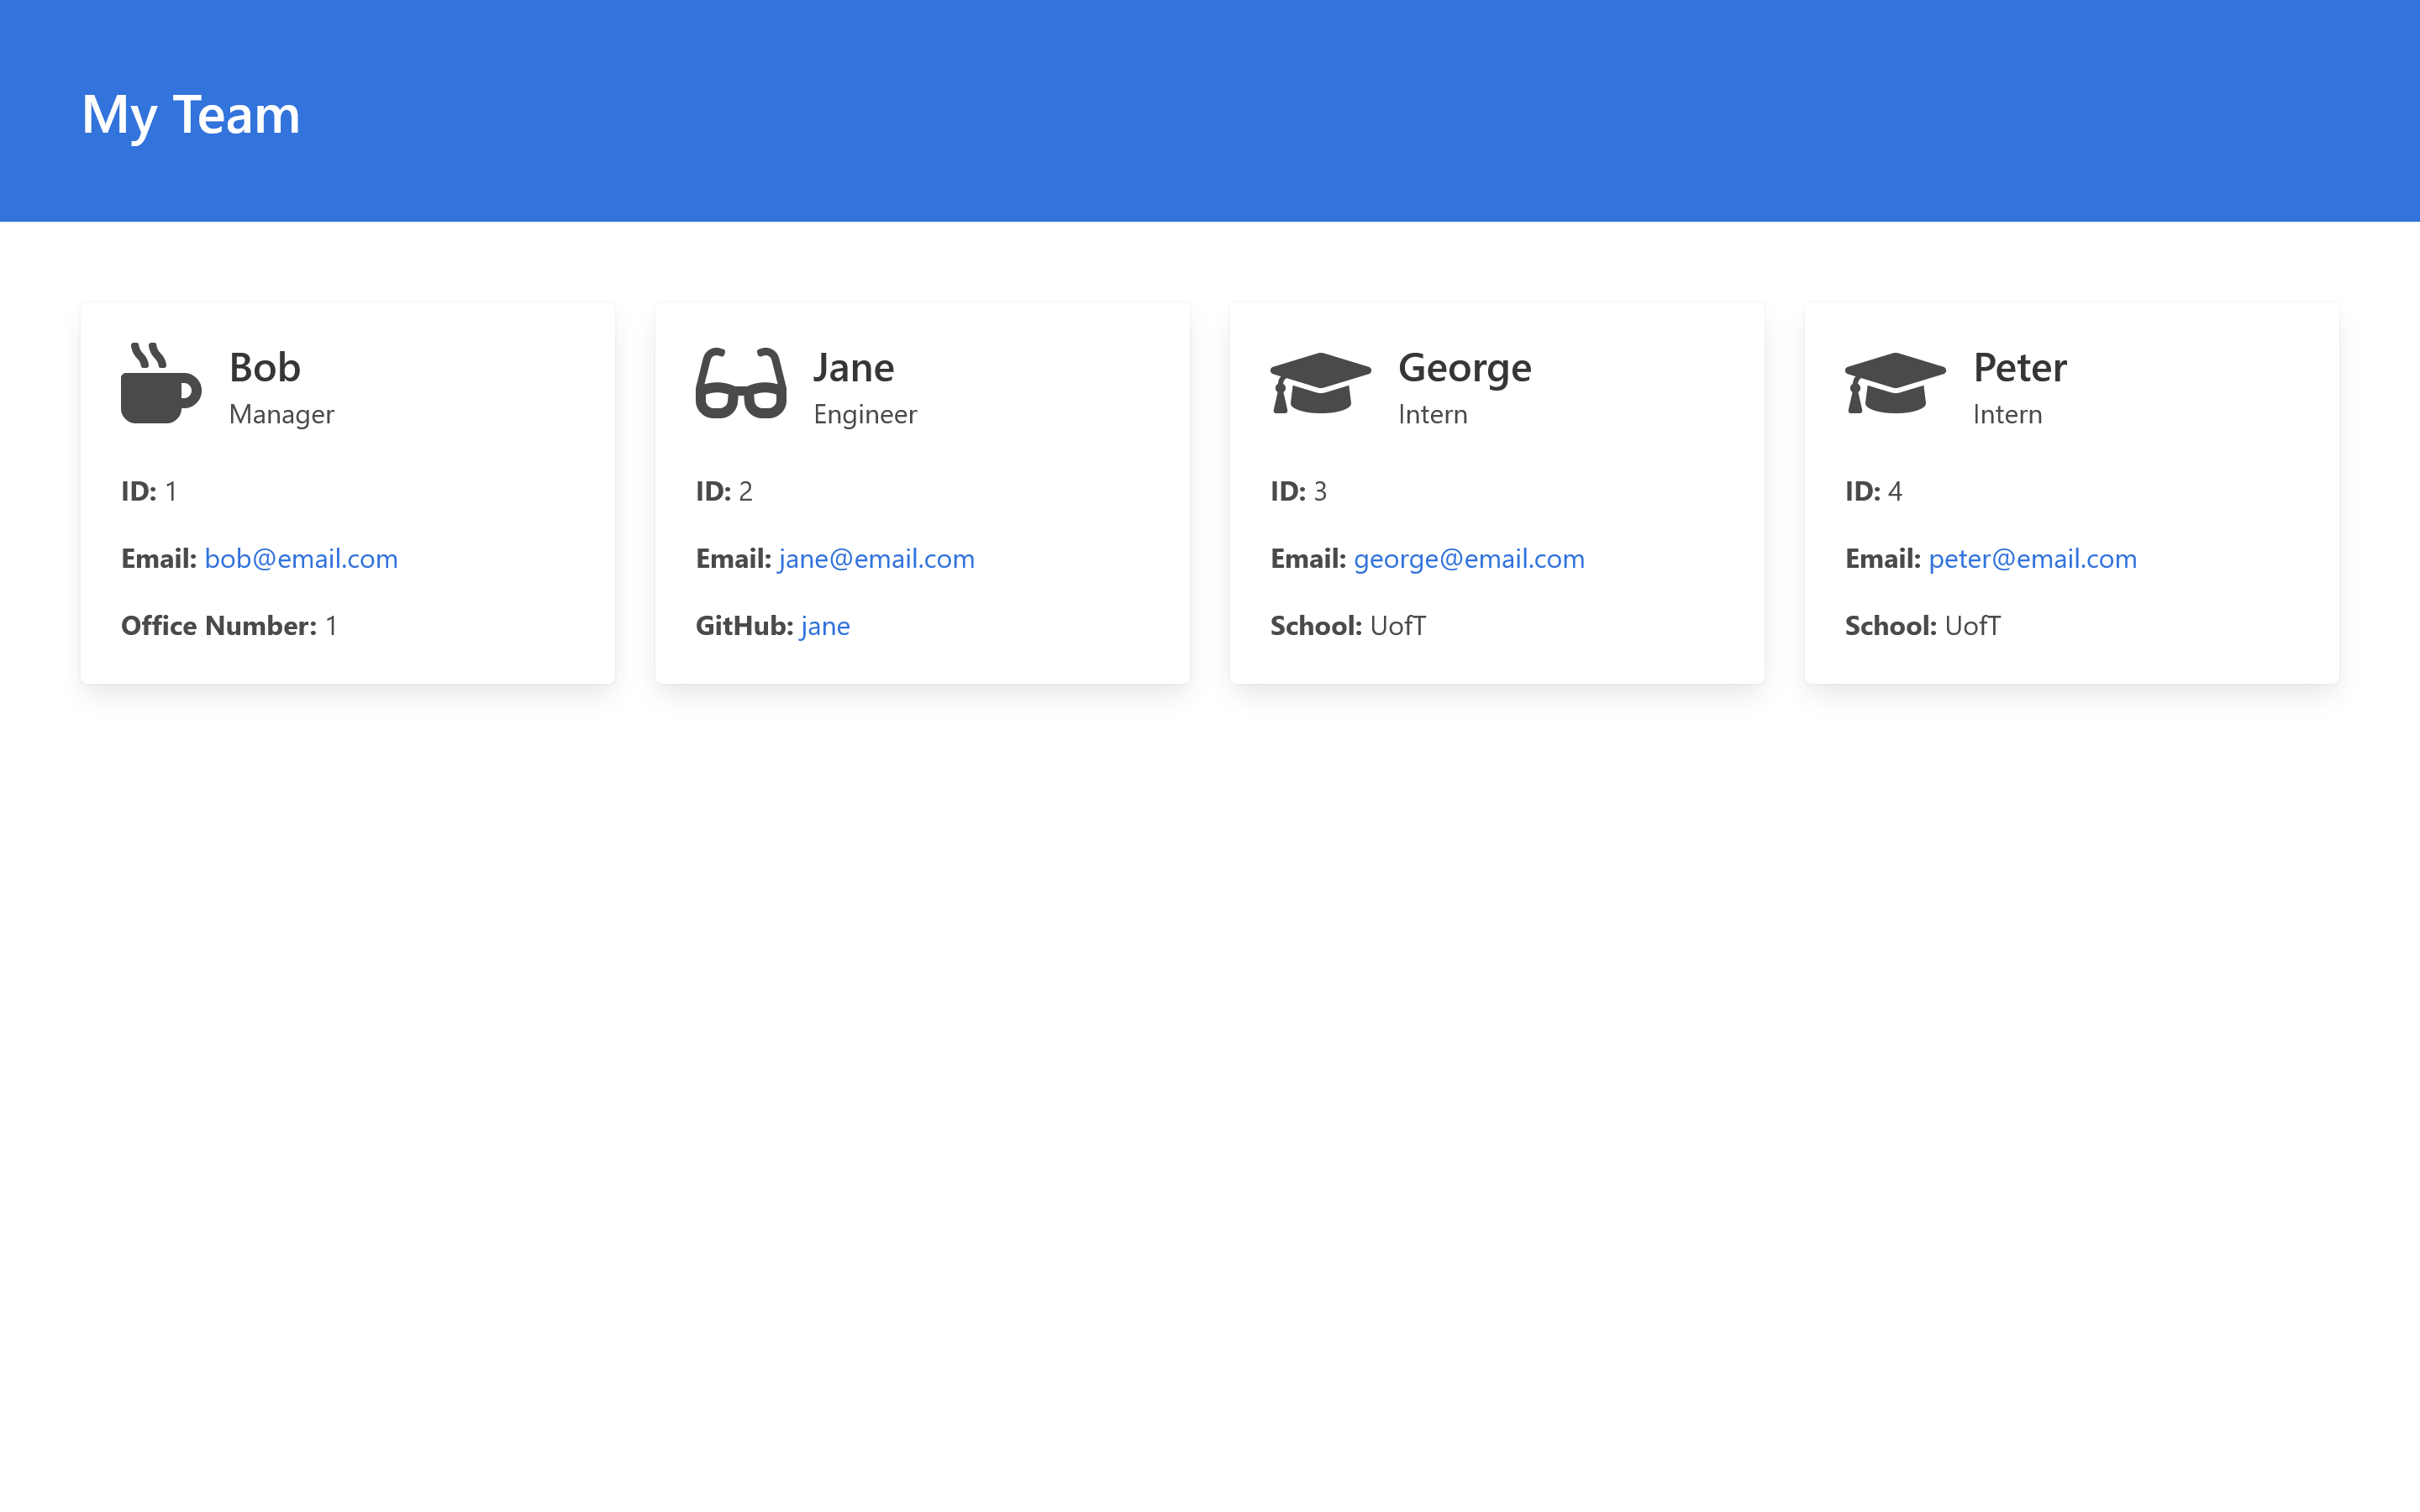 My Team
Bob
Manager
ID: 1
Email: bob@email.com
Office Number: 1
Jane
Engineer
ID: 2
Email: jane@email.com
GitHub: jane
George
Intern
ID: 3
Email: george@email.com
School: UofT
Peter
Intern
ID: 4
Email: peter@email.com
School: UofT